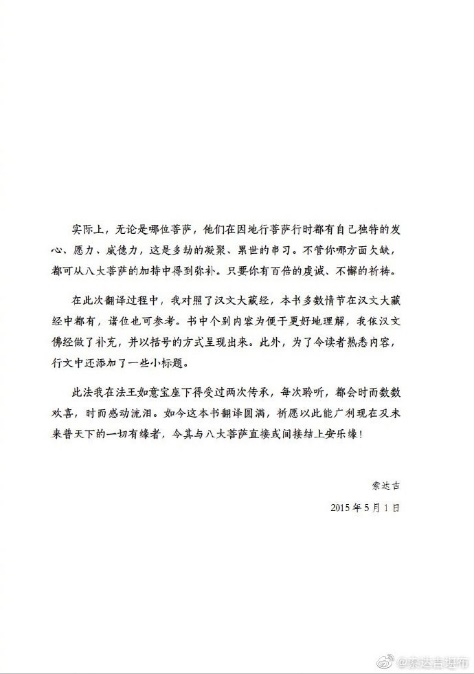 实际上，无论是哪位菩萨，他们在因地行菩萨行时都有自己独特的发
心、愿力、威德力，这是多劫的凝聚、累世的串习。不管你哪方面欠缺，
都可从八大菩萨的加持中得到弥补。只要你有百倍的虔诚、不懈的祈祷。
在此次翻译过程中，我对照了汉文大藏经，本书多数情节在汉文大藏
经中都有，诸位也可参考。书中个别内容为便于更好地理解，我依汉文
佛经做了补充，并以括号的方式呈现出来。此外，为了令读者熟悉内容，
行文中还添加了一些小标题。
此法我在法王如意宝座下得受过两次传承，每次聆听，都会时而数数
欢喜，时而感动流泪。如今这本书翻译圆满，祈愿以此能广利现在及未
来普天下的一切有缘者，令其与八大菩萨直接或间接结上安乐缘！
索达吉
2015年5月1日
@索达吉堪布